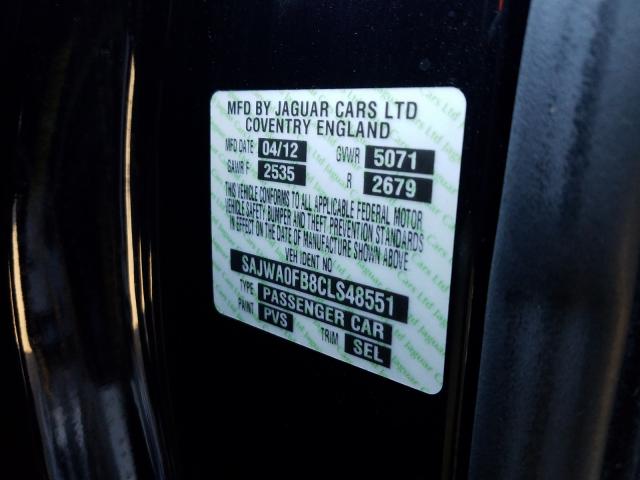 MFD BY JAGUAR CARS LTD
COVENTRY ENGLAND
MFD DATE 04/12 GVWR 5071
GAWR F 2535 R 2679
THIS VEHICLE CONFORMS TO ALL APPLICABLE FEDERAL MOTOR
VEHICLE SAFETY, BUMPER AND THEFT PREVENTION STANDARDS
IN EFFECT ON THE DATE OF MANUFACTURE SHOWN ABOVE
VEH IDENT NO
SAJWA0FB8CLS48551
TYPE PASSENGER CAR
PAINT PVS TRIM SEL